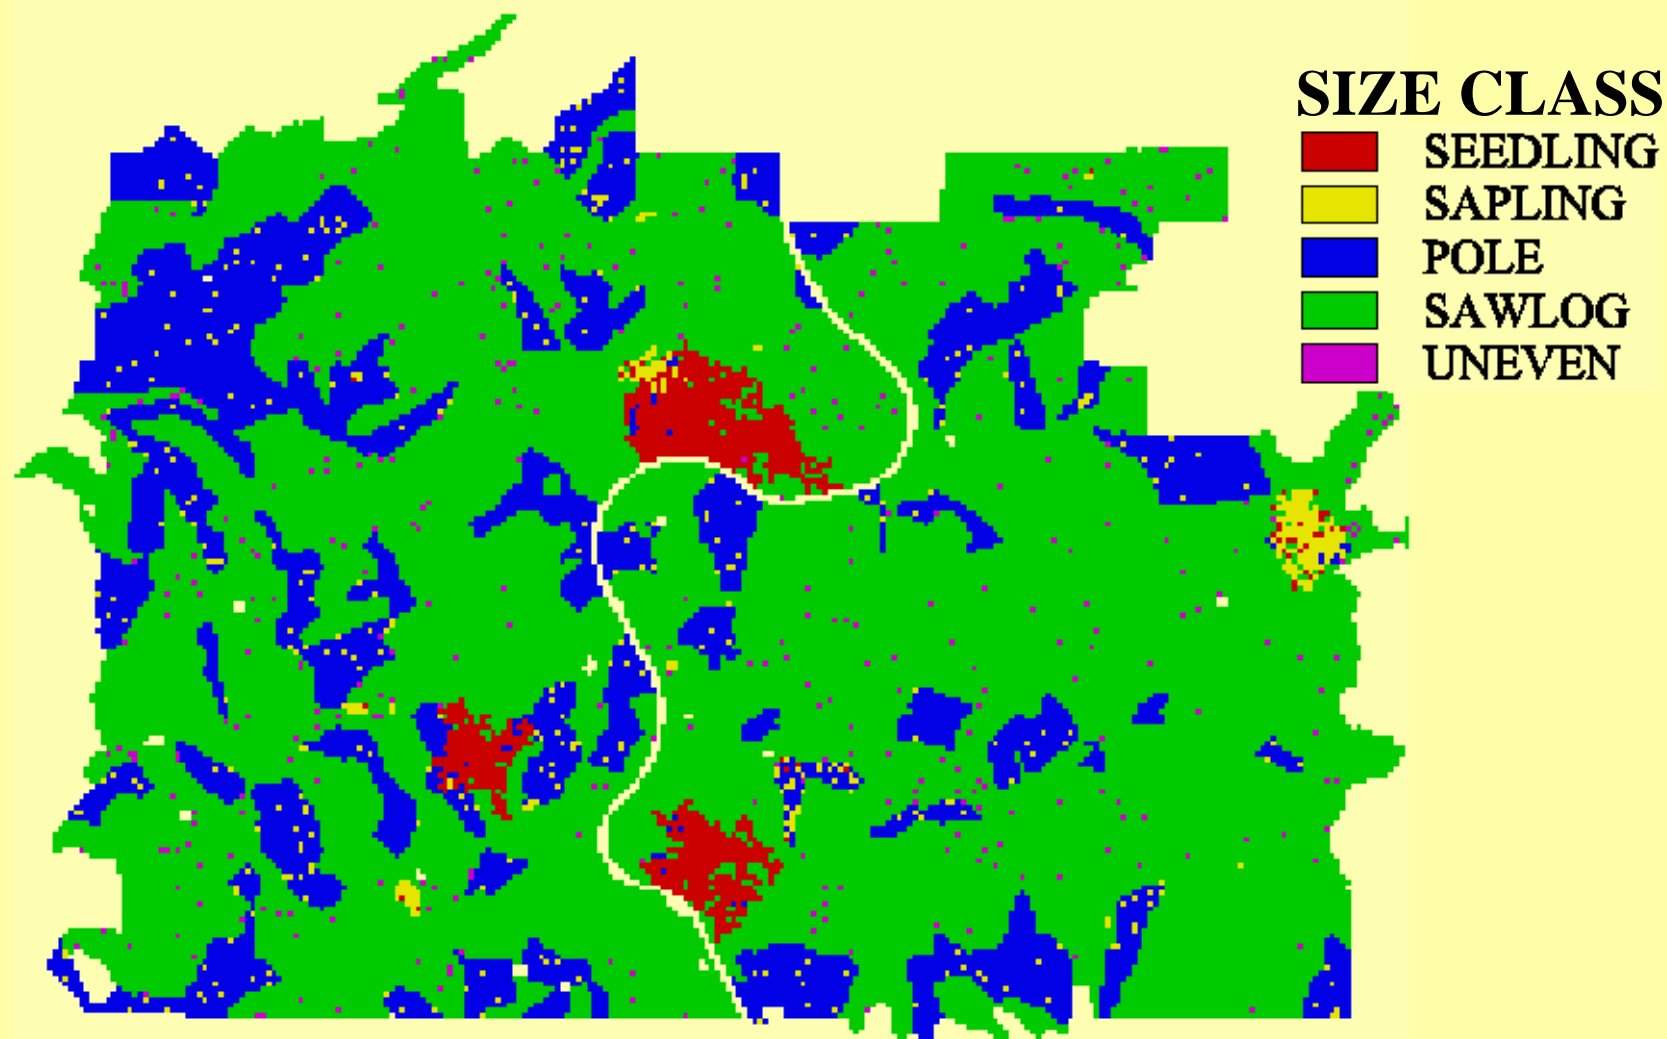 SIZE CLASS
SEEDLING
SAPLING
POLE
SAWLOG
UNEVEN